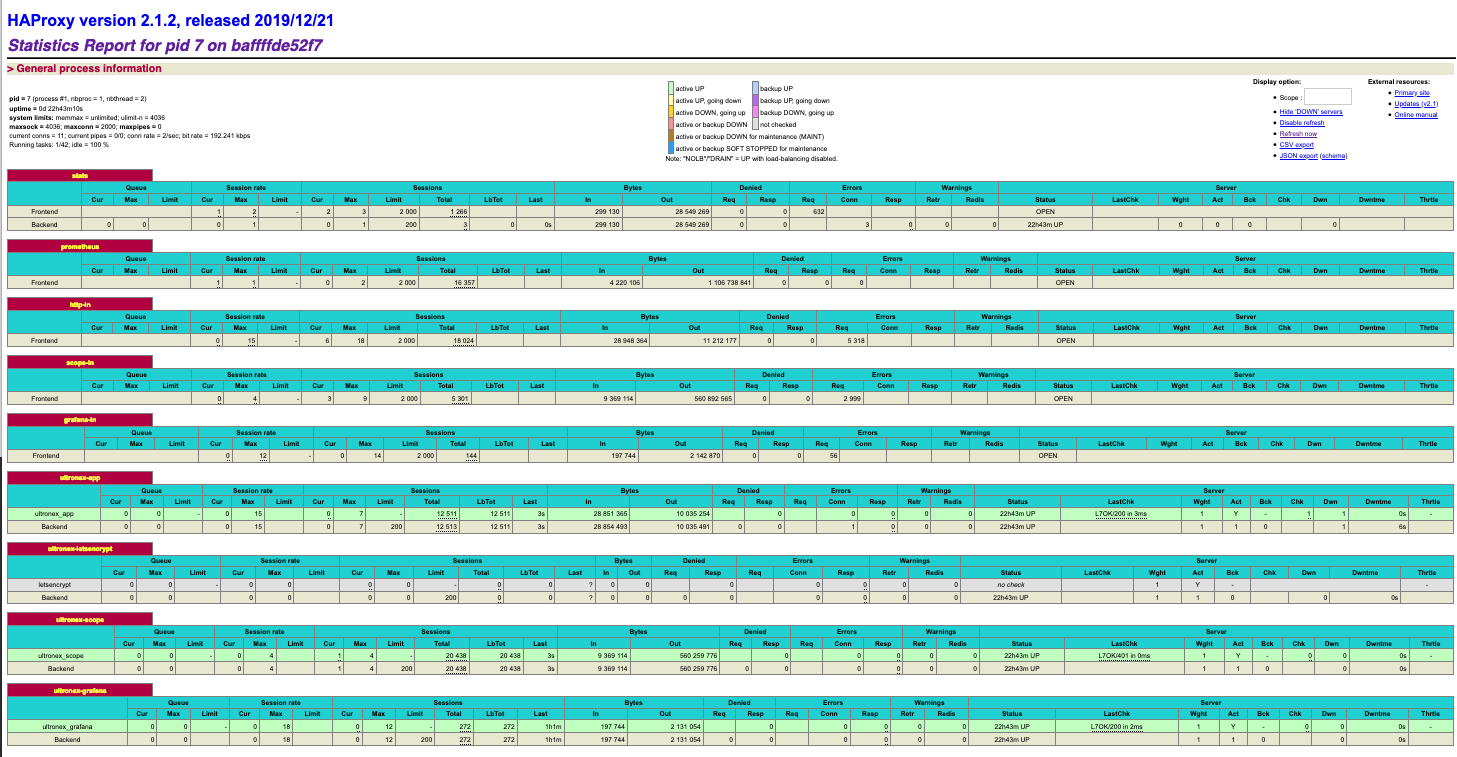 HAProxy version 2.1.2, released 2019/12/21
Statistics Report for pid 7 on baffffde52f7
> General process information
pid = 7 (process #1, nbproc = 1, nbthread = 2)
uptime = 0d 22h43m10s
system limits: memmax = unlimited; ulimit-n = 4036
maxsock = 4036; maxconn = 2000; maxpipes = 0
current conns = 11; current pipes = 0/0; conn rate = 2/sec; bit rate = 192.241 kbps
Running tasks: 1/42; idle = 100 %
active UP backup UP
active UP, going down backup UP, going down
active DOWN, going up backup DOWN, going up
active or backup DOWN not checked
active or backup DOWN for maintenance (MAINT)
active or backup SOFT STOPPED for maintenance
Note: "NOLB"/"DRAIN" = UP with load-balancing disabled.
Display option:
Scope :
Hide 'DOWN' servers
Disable refresh
Refresh now
CSV export
JSON export (schema)
External resources:
Primary site
Updates (v2.1)
Online manual
stats
Queue Session rate Sessions Bytes Denied Errors Warnings Server
Cur Max Limit Cur Max Limit Cur Max Limit Total LbTot Last In Out Req Resp Req Conn Resp Retr Redis Status LastChk Wght Act Bck Chk Dwn Dwntme Thrtle
Frontend 1 2 - 2 3 2 000 1 266 299 130 28 549 269 0 0 632 OPEN
Backend 0 0 0 1 0 1 200 3 0 0s 299 130 28 549 269 0 0 3 0 0 0 22h43m UP 0 0 0 0
prometheus
Queue Session rate Sessions Bytes Denied Errors Warnings Server
Cur Max Limit Cur Max Limit Cur Max Limit Total LbTot Last In Out Req Resp Req Conn Resp Retr Redis Status LastChk Wght Act Bck Chk Dwn Dwntme Thrtle
Frontend 1 1 - 0 2 2 000 16 357 4 220 106 1 106 738 841 0 0 0 OPEN
http-in
Queue Session rate Sessions Bytes Denied Errors Warnings Server
Cur Max Limit Cur Max Limit Cur Max Limit Total LbTot Last In Out Req Resp Req Conn Resp Retr Redis Status LastChk Wght Act Bck Chk Dwn Dwntme Thrtle
Frontend 0 15 - 6 18 2 000 18 024 28 948 364 11 212 177 0 0 5 318 OPEN
scope-in
Queue Session rate Sessions Bytes Denied Errors Warnings Server
Cur Max Limit Cur Max Limit Cur Max Limit Total LbTot Last In Out Req Resp Req Conn Resp Retr Redis Status LastChk Wght Act Bck Chk Dwn Dwntme Thrtle
Frontend 0 4 - 3 9 2 000 5 301 9 369 114 560 892 565 0 0 2 999 OPEN
grafana-in
Queue Session rate Sessions Bytes Denied Errors Warnings Server
Cur Max Limit Cur Max Limit Cur Max Limit Total LbTot Last In Out Req Resp Req Conn Resp Retr Redis Status LastChk Wght Act Bck Chk Dwn Dwntme Thrtle
Frontend 0 12 - 0 14 2 000 144 197 744 2 142 870 0 0 56 OPEN
ultronex-app
Queue Session rate Sessions Bytes Denied Errors Warnings Server
Cur Max Limit Cur Max Limit Cur Max Limit Total LbTot Last In Out Req Resp Req Conn Resp Retr Redis Status LastChk Wght Act Bck Chk Dwn Dwntme Thrtle
ultronex_app 0 0 - 0 15 0 7 - 12 511 12 511 3s 28 851 365 10 035 254 0 0 0 0 0 22h43m UP L7OK/200 in 3ms 1 Y - 1 1 0s -
Backend 0 0 0 15 0 7 200 12 513 12 511 3s 28 854 493 10 035 491 0 0 1 0 0 0 22h43m UP 1 1 0 1 6s
ultronex-letsencrypt
Queue Session rate Sessions Bytes Denied Errors Warnings Server
Cur Max Limit Cur Max Limit Cur Max Limit Total LbTot Last In Out Req Resp Req Conn Resp Retr Redis Status LastChk Wght Act Bck Chk Dwn Dwntme Thrtle
letsencrypt 0 0 - 0 0 0 0 - 0 0 ? 0 0 0 0 0 0 0 no check 1 Y - -
Backend 0 0 0 0 0 0 200 0 0 ? 0 0 0 0 0 0 0 0 22h43m UP 1 1 0 0 0s
ultronex-scope
Queue Session rate Sessions Bytes Denied Errors Warnings Server
Cur Max Limit Cur Max Limit Cur Max Limit Total LbTot Last In Out Req Resp Req Conn Resp Retr Redis Status LastChk Wght Act Bck Chk Dwn Dwntme Thrtle
ultronex_scope 0 0 - 0 4 1 4 - 20 438 20 438 3s 9 369 114 560 259 776 0 0 0 0 0 22h43m UP L7OK/401 in 0ms 1 Y - 0 0 0s -
Backend 0 0 0 4 1 4 200 20 438 20 438 3s 9 369 114 560 259 776 0 0 0 0 0 0 22h43m UP 1 1 0 0 0s
ultronex-grafana
Queue Session rate Sessions Bytes Denied Errors Warnings Server
Cur Max Limit Cur Max Limit Cur Max Limit Total LbTot Last In Out Req Resp Req Conn Resp Retr Redis Status LastChk Wght Act Bck Chk Dwn Dwntme Thrtle
ultronex_grafana 0 0 - 0 18 0 12 - 272 272 1h1m 197 744 2 131 054 0 0 0 0 0 22h43m UP L7OK/200 in 2ms 1 Y - 0 0 0s -
Backend 0 0 0 18 0 12 200 272 272 1h1m 197 744 2 131 054 0 0 0 0 0 0 22h43m UP 1 1 0 0 0s